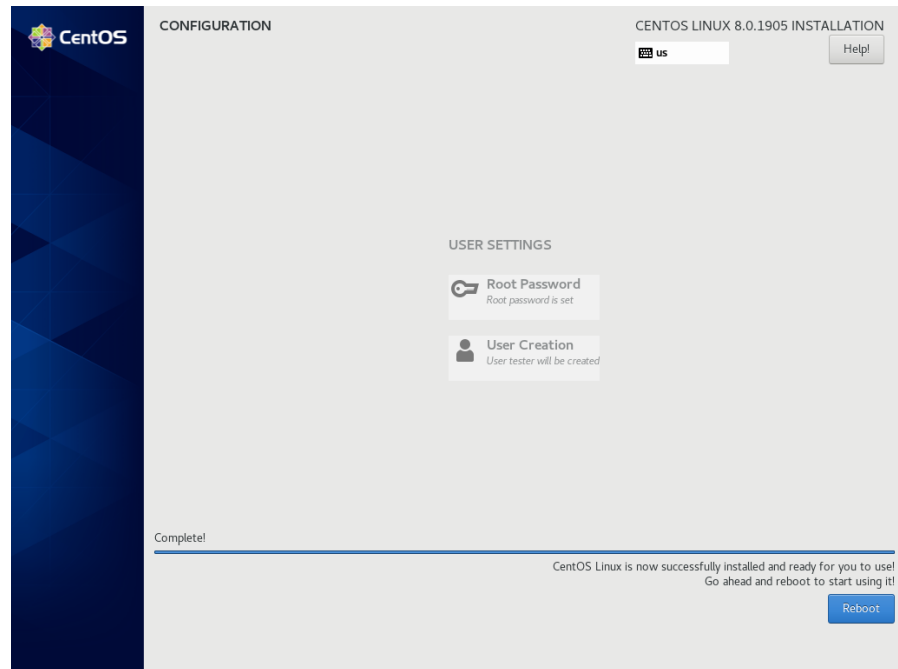 CentOS
CONFIGURATION
CENTOS LINUX 8.0.1905 INSTALLATION
us
Help!
USER SETTINGS
Root Password
Root password is set
User Creation
User tester will be created
Complete!
CentOS Linux is now successfully installed and ready for you to use!
Go ahead and reboot to start using it!
Reboot